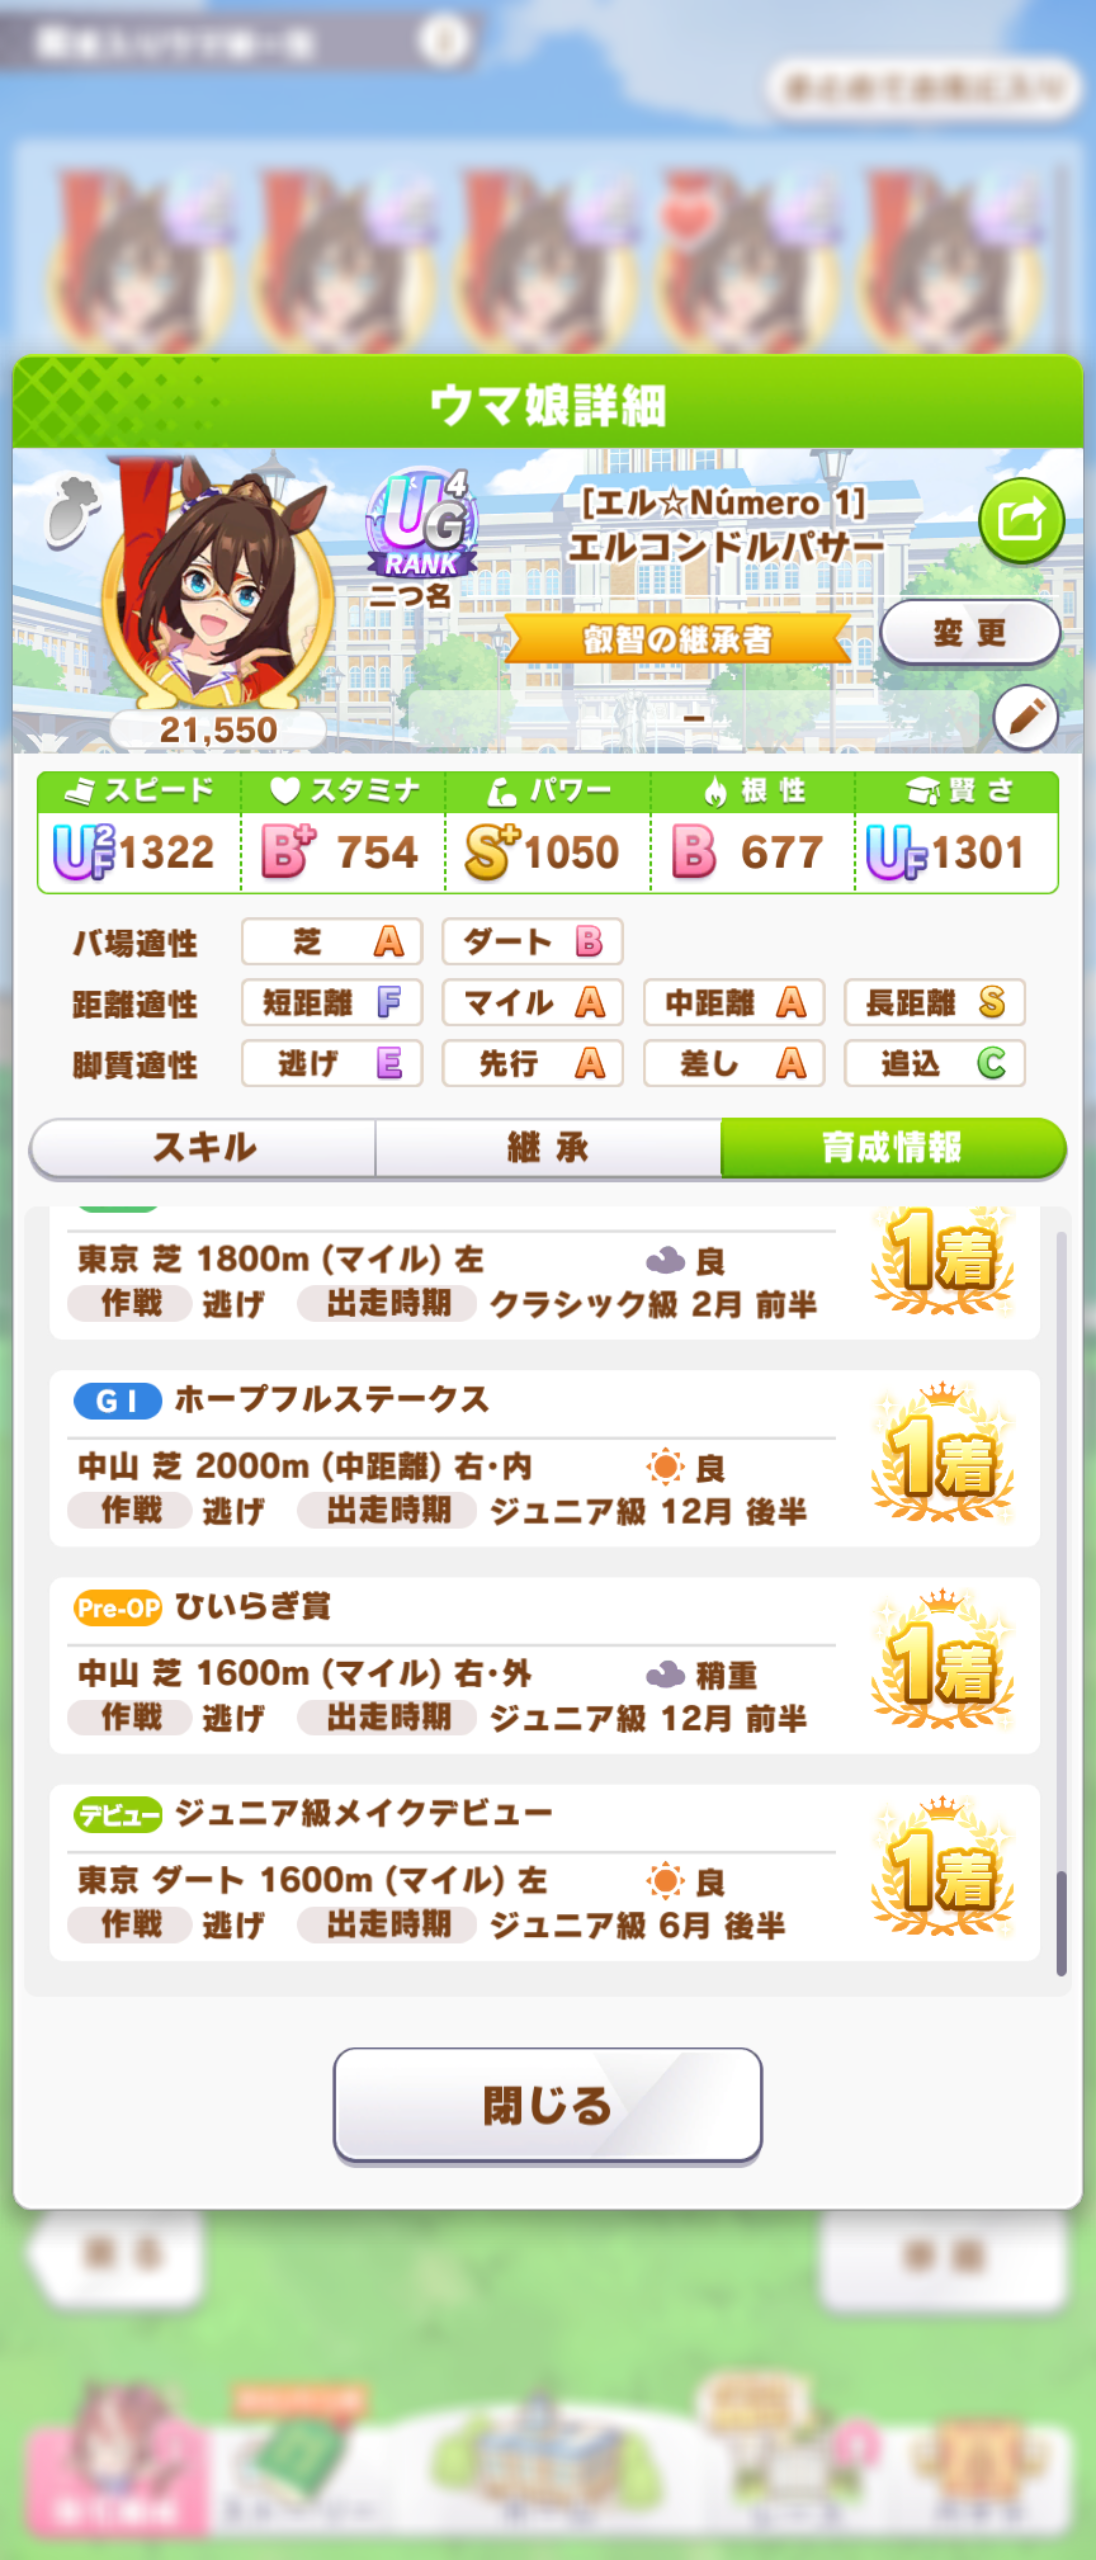 ウマ娘詳細
UG4
RANK
[エル☆Número 1]
エルコンドルパサー
二つ名
叡智の継承者
変更
21,550
–
スピード スタミナ パワー 根性 賢さ
UF2 1322 B+ 754 S+ 1050 B 677 UF 1301
バ場適性 芝 A ダート B
距離適性 短距離 F マイル A 中距離 A 長距離 S
脚質適性 逃げ E 先行 A 差し A 追込 C
スキル 継承 育成情報
東京 芝 1800m (マイル) 左 良
作戦 逃げ 出走時期 クラシック級 2月 前半
1着
GI ホープフルステークス
中山 芝 2000m (中距離) 右・内 良
作戦 逃げ 出走時期 ジュニア級 12月 後半
1着
Pre-OP ひいらぎ賞
中山 芝 1600m (マイル) 右・外 稍重
作戦 逃げ 出走時期 ジュニア級 12月 前半
1着
デビュー ジュニア級メイクデビュー
東京 ダート 1600m (マイル) 左 良
作戦 逃げ 出走時期 ジュニア級 6月 後半
1着
閉じる